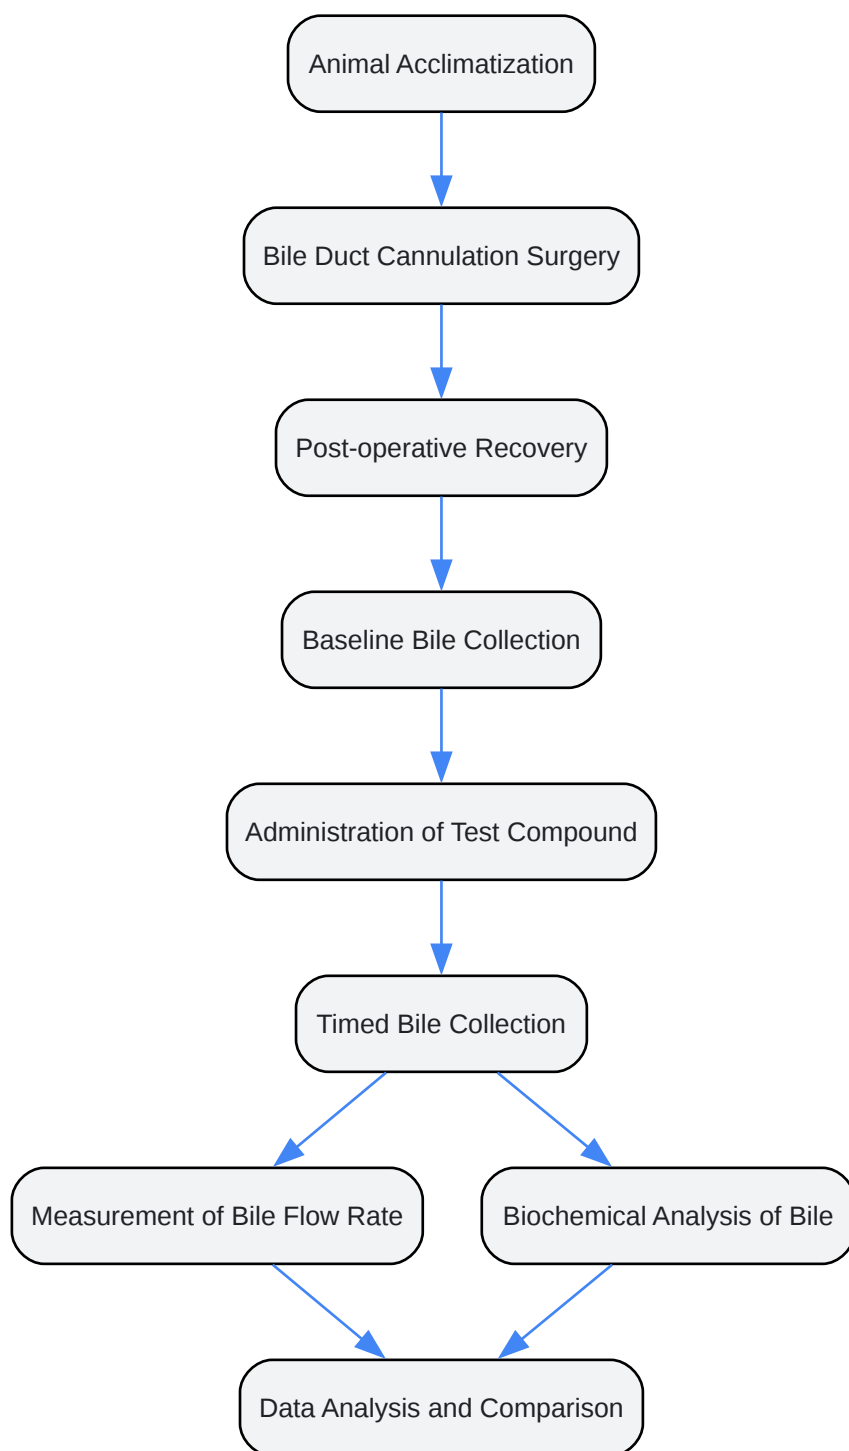 Animal Acclimatization
Bile Duct Cannulation Surgery
Post-operative Recovery
Baseline Bile Collection
Administration of Test Compound
Timed Bile Collection
Measurement of Bile Flow Rate
Biochemical Analysis of Bile
Data Analysis and Comparison